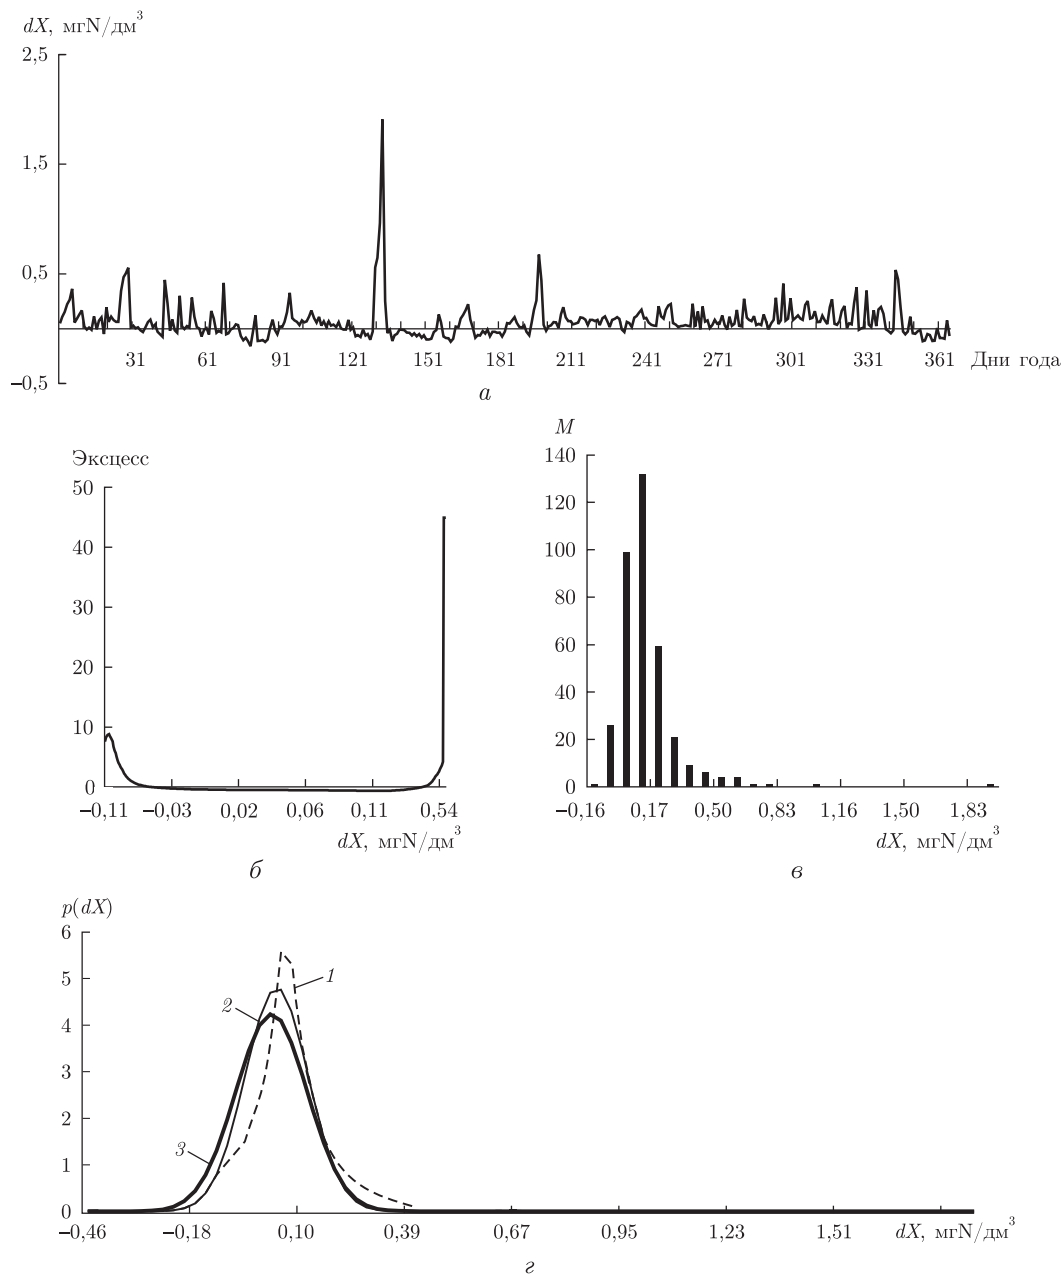 dX, мгN/дм³
2,5
1,5
0,5
–0,5
31 61 91 121 151 181 211 241 271 301 331 361 Дни года
а
Эксцесс
50
40
30
20
10
0
–0,11 –0,03 0,02 0,06 0,11 0,54
dX, мгN/дм³
б
M
140
120
100
80
60
40
20
0
–0,16 0,17 0,50 0,83 1,16 1,50 1,83
dX, мгN/дм³
в
p(dX)
6
5
4
3
2
1
0
1
2
3
–0,46 –0,18 0,10 0,39 0,67 0,95 1,23 1,51 dX, мгN/дм³
г